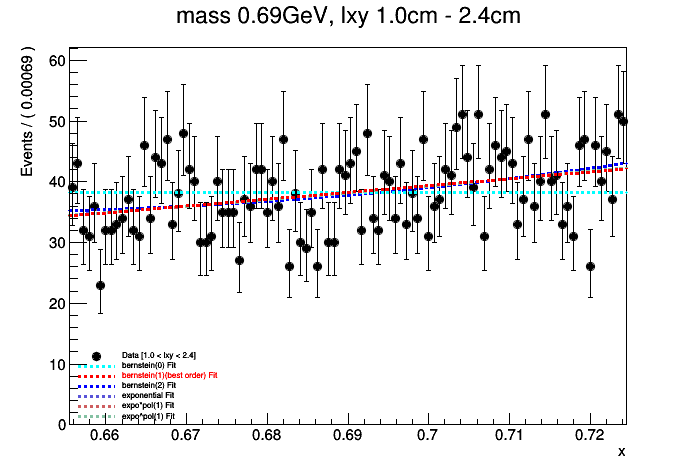 mass 0.69GeV, lxy 1.0cm - 2.4cm
Events / ( 0.00069 )
60
50
40
30
20
10
0
Data [1.0 < lxy < 2.4]
bernstein(0) Fit
bernstein(1)(best order) Fit
bernstein(2) Fit
exponential Fit
expo*pol(1) Fit
expo*pol(1) Fit
0.66 0.67 0.68 0.69 0.7 0.71 0.72
x